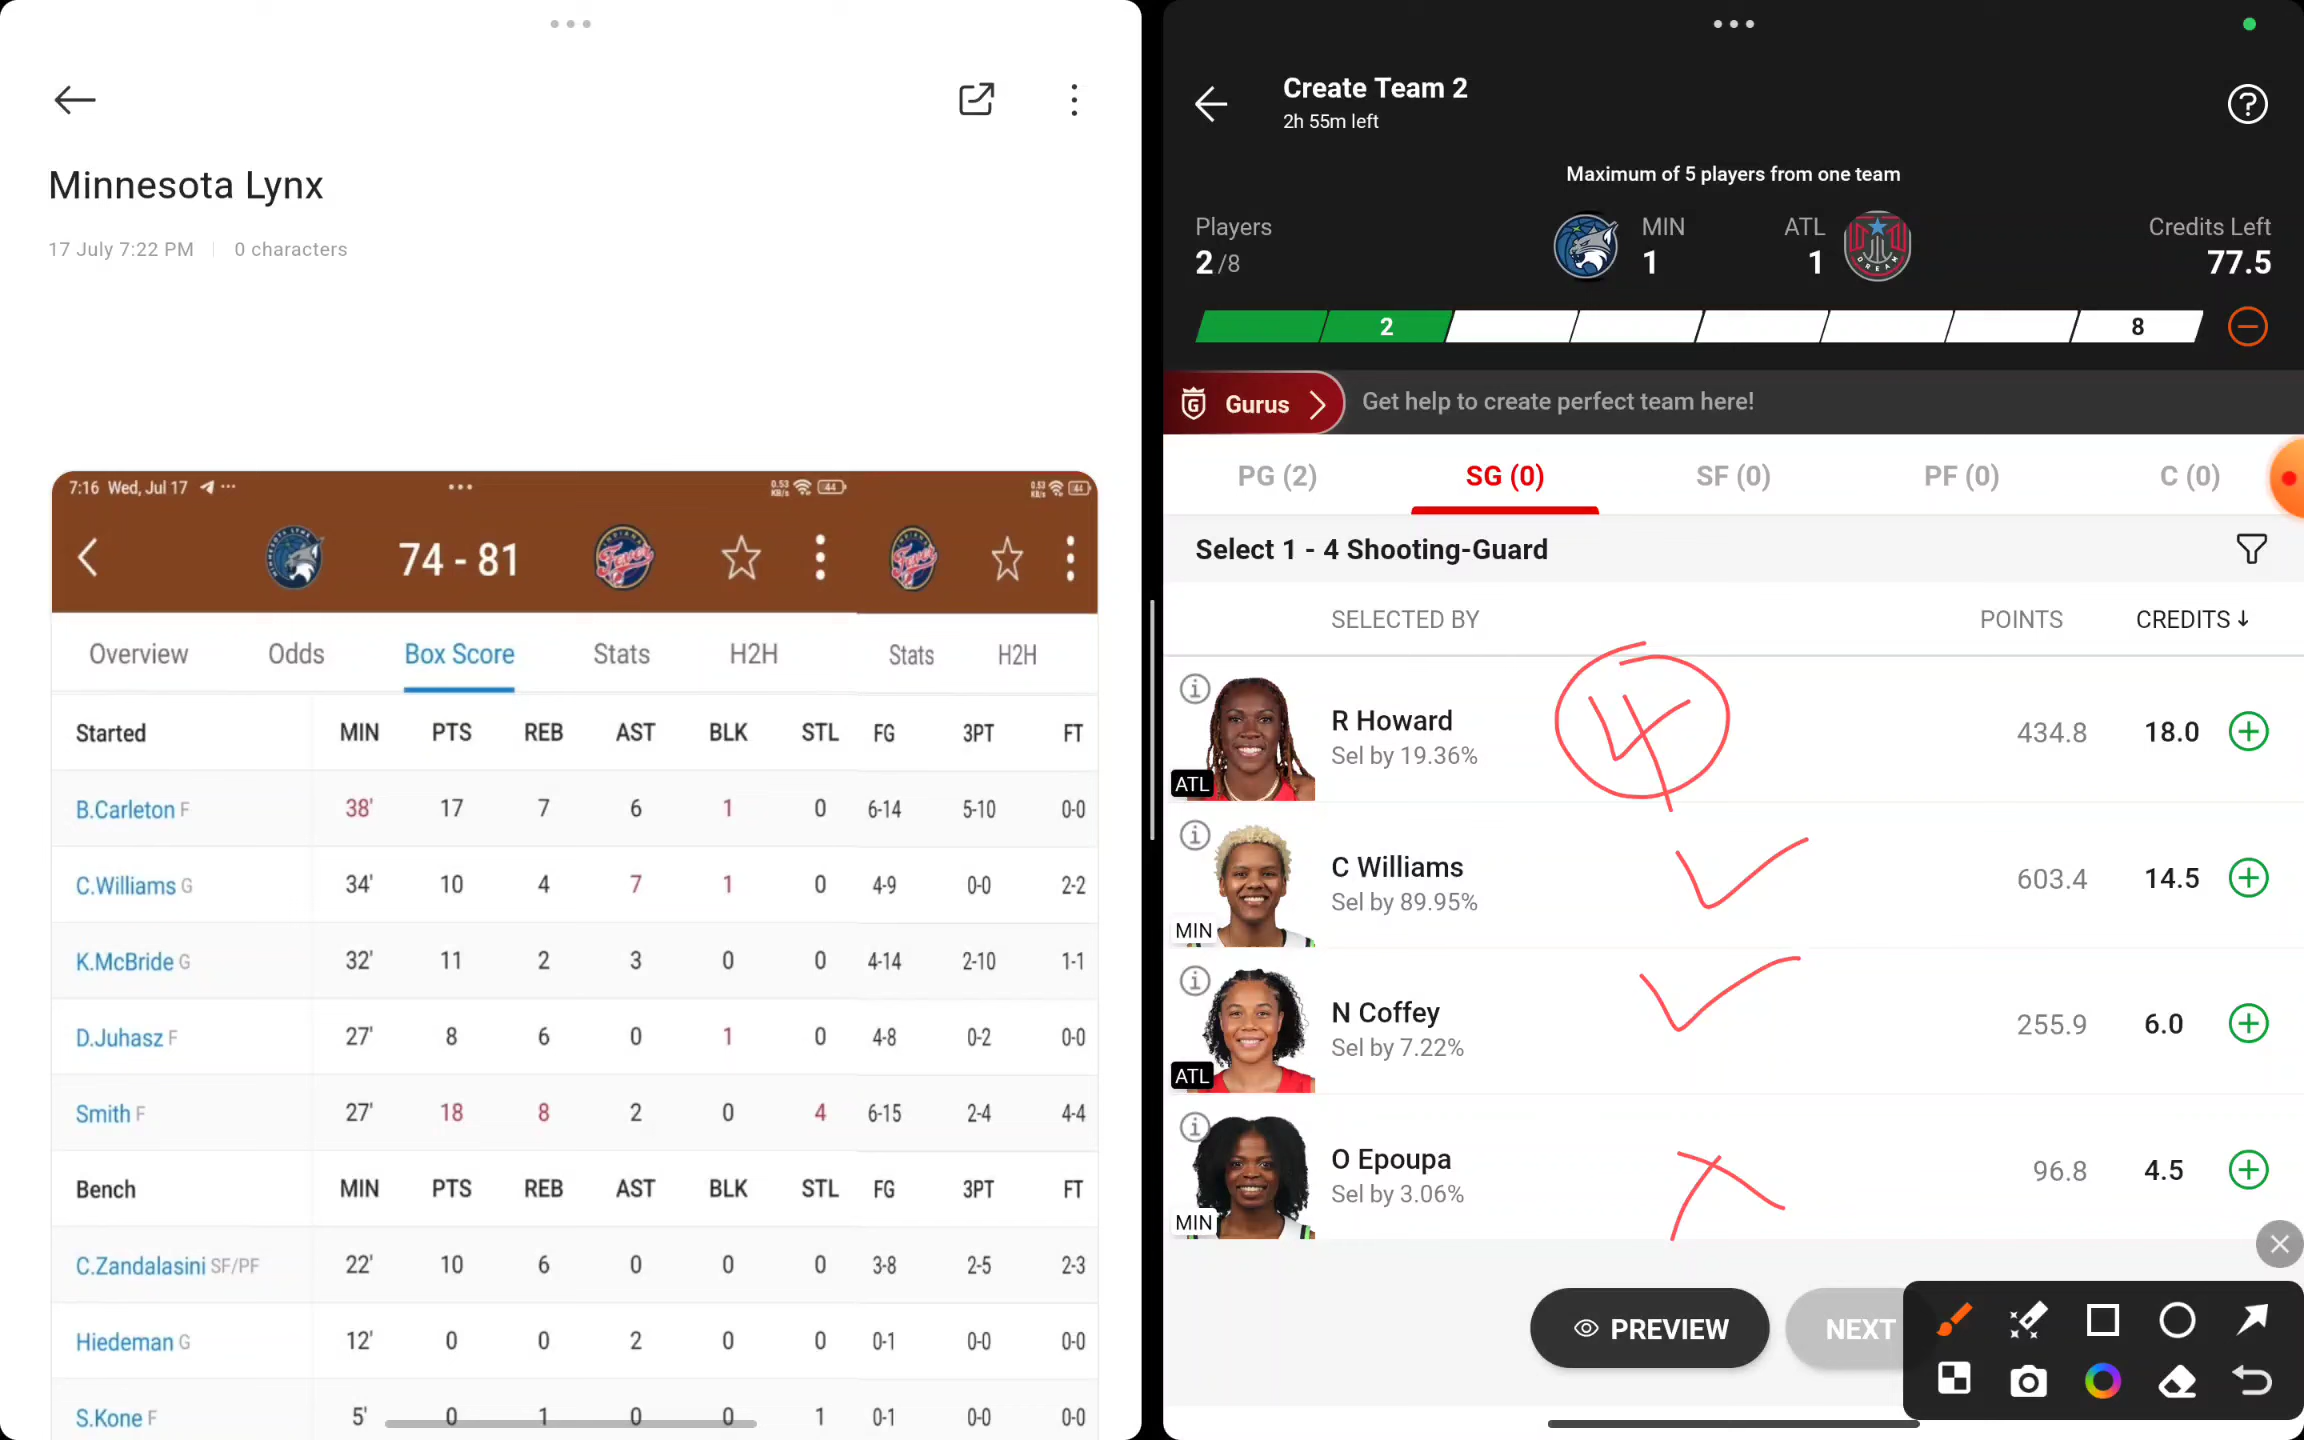 Minnesota Lynx
17 July 7:22 PM | 0 characters
7:16 Wed, Jul 17 0.53 KB/s 44 0.53 KB/s 44
74 - 81
Overview Odds Box Score Stats H2H Stats H2H
Started MIN PTS REB AST BLK STL FG 3PT FT
B.Carleton F 38' 17 7 6 1 0 6-14 5-10 0-0
C.Williams G 34' 10 4 7 1 0 4-9 0-0 2-2
K.McBride G 32' 11 2 3 0 0 4-14 2-10 1-1
D.Juhasz F 27' 8 6 0 1 0 4-8 0-2 0-0
Smith F 27' 18 8 2 0 4 6-15 2-4 4-4
Bench MIN PTS REB AST BLK STL FG 3PT FT
C.Zandalasini SF/PF 22' 10 6 0 0 0 3-8 2-5 2-3
Hiedeman G 12' 0 0 2 0 0 0-1 0-0 0-0
S.Kone F 5' 0 1 0 0 1 0-1 0-0 0-0
Create Team 2
2h 55m left
Maximum of 5 players from one team
Players MIN ATL Credits Left
2 /8 1 1 77.5
2 8
Gurus Get help to create perfect team here!
PG (2) SG (0) SF (0) PF (0) C (0)
Select 1 - 4 Shooting-Guard
SELECTED BY POINTS CREDITS ↓
R Howard 434.8 18.0
Sel by 19.36%
ATL
C Williams 603.4 14.5
Sel by 89.95%
MIN
N Coffey 255.9 6.0
Sel by 7.22%
ATL
O Epoupa 96.8 4.5
Sel by 3.06%
MIN
PREVIEW NEXT